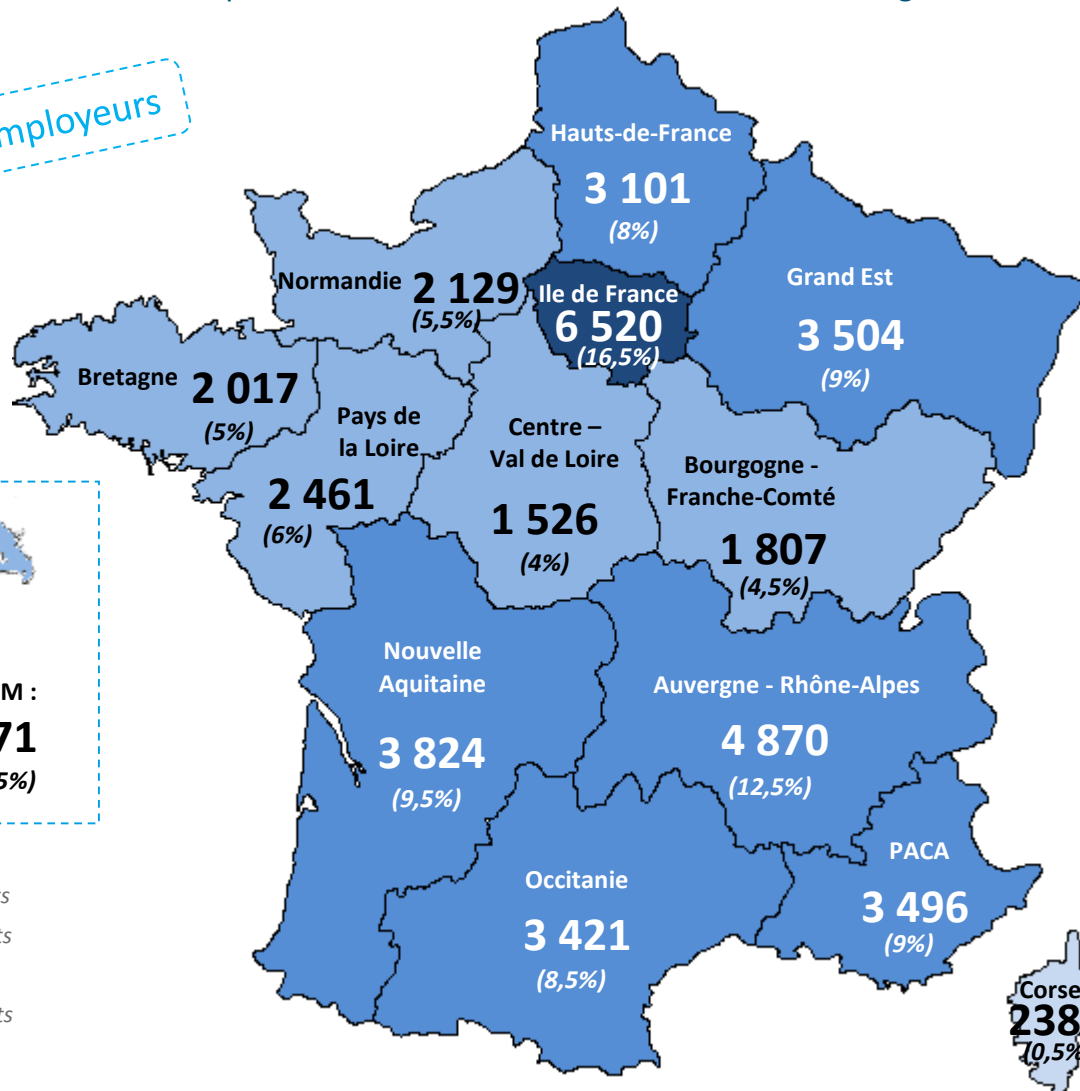 Hauts-de-France
3 101
(8%)
Normandie 2 129
(5,5%)
Ile de France
6 520
(16,5%)
Grand Est
3 504
(9%)
Bretagne 2 017
(5%)
Pays de
la Loire
2 461
(6%)
Centre –
Val de Loire
1 526
(4%)
Bourgogne -
Franche-Comté
1 807
(4,5%)
Nouvelle
Aquitaine
3 824
(9,5%)
Auvergne - Rhône-Alpes
4 870
(12,5%)
Occitanie
3 421
(8,5%)
PACA
3 496
(9%)
Corse
238
(0,5%
M :
71
5%)